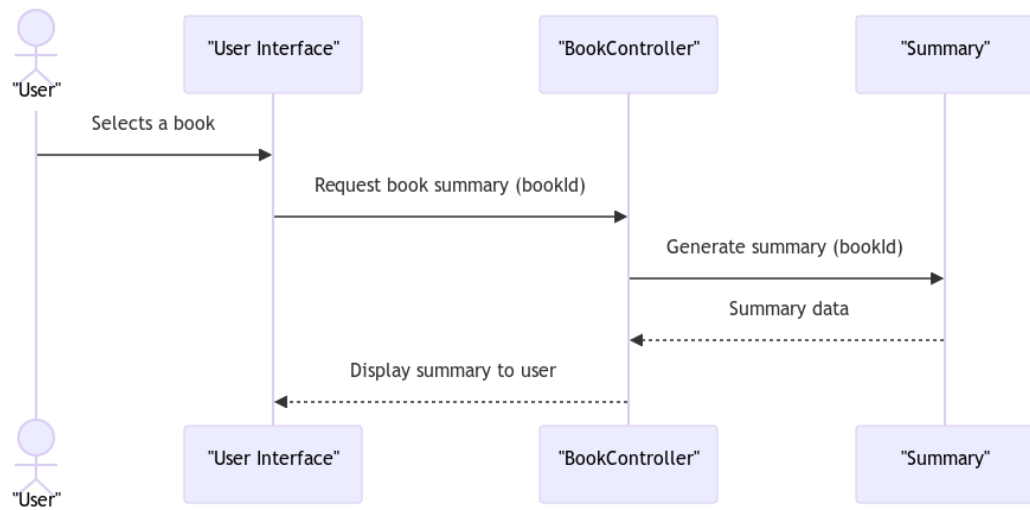 "User Interface" "BookController" "Summary"
"User"
Selects a book
Request book summary (bookId)
Generate summary (bookId)
Summary data
Display summary to user
"User Interface" "BookController" "Summary"
"User"